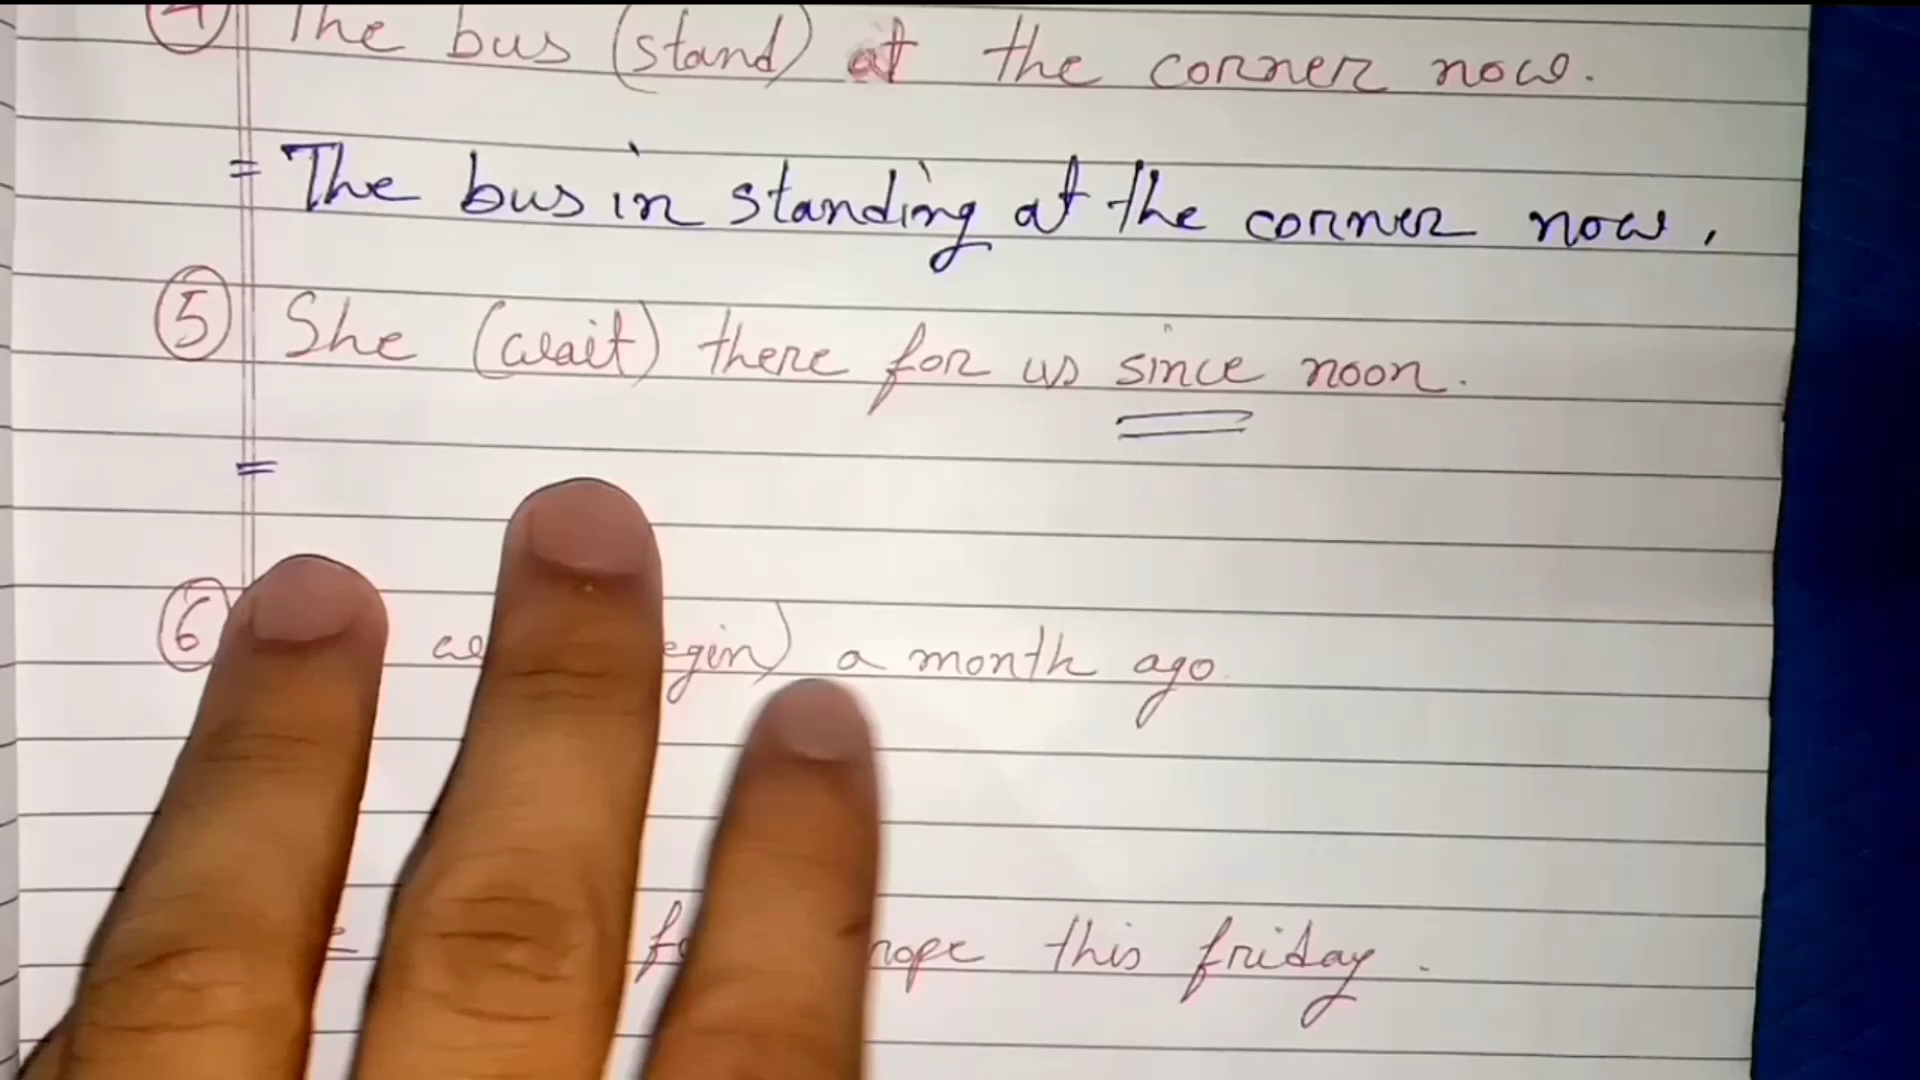 4 The bus (stand) at the corner now.
= The bus in standing at the corner now.
5 She (wait) there for us since noon.
=
6 a month ago.
this friday.